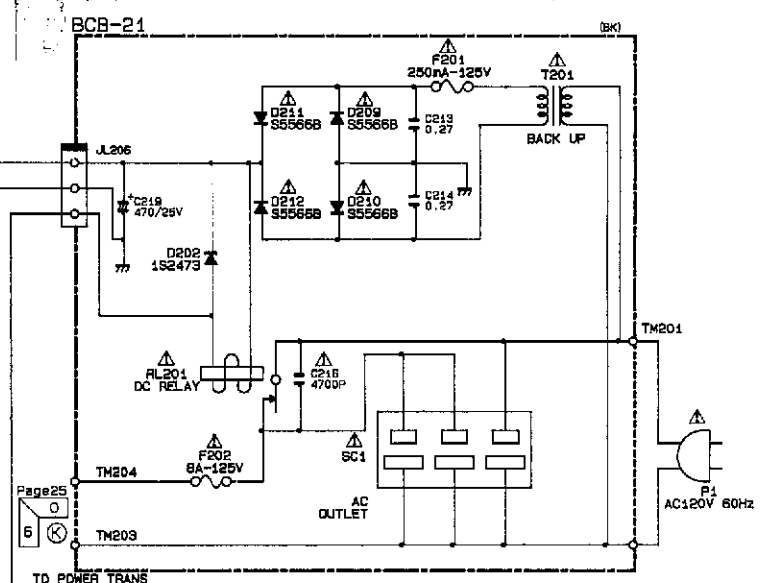 BCB-21
(BK)
F201
250mA-125V
T201
BACK UP
D211
S5566B
D209
S5566B
C213
0.27
JL206
C219
470/25V
D212
S5566B
D210
S5566B
C214
0.27
D202
1S2473
TM201
RL201
DC RELAY
C216
4700P
F202
8A-125V
SC1
TM204
P1
AC120V 60Hz
AC
OUTLET
Page25
0
6
K
TM203
TO POWER TRANS